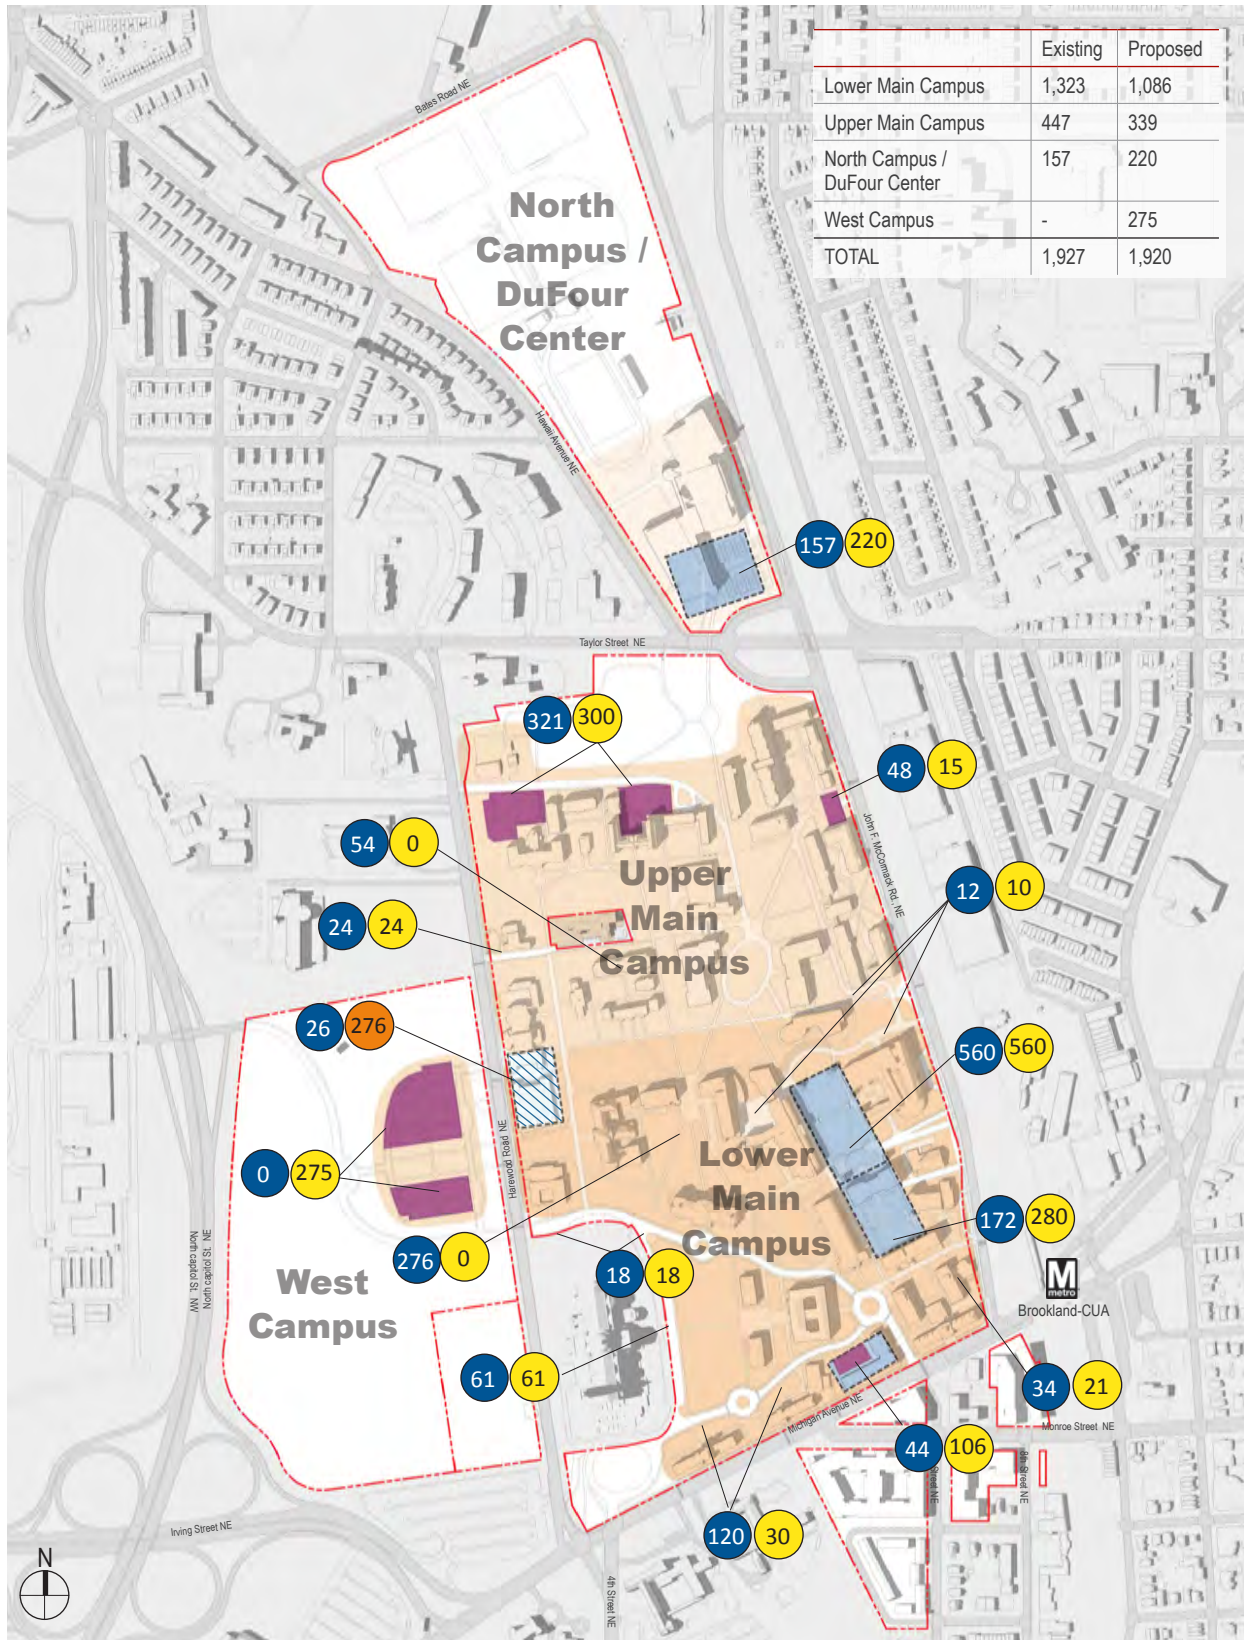 Existing Proposed
Lower Main Campus 1,323 1,086
Upper Main Campus 447 339
North Campus / 157 220
DuFour Center
West Campus - 275
TOTAL 1,927 1,920
Bates Road NE
North
Campus /
DuFour
Center
Hawaii Avenue NE
157 220
Taylor Street NE
321 300
48 15
John F. McCormack Rd., NE
54 0
Upper
Main
Campus
12 10
24 24
26 276
560 560
Harewood Road NE
Lower
Main
Campus
0 275
172 280
North capitol St. NW
North capitol St. NE
276 0
18 18
West
Campus
M
metro
Brookland-CUA
61 61
34 21
Michigan Avenue NE
Monroe Street NE
44 106
Street NE
8th Street NE
120 30
Irving Street NE
4th Street NE
N